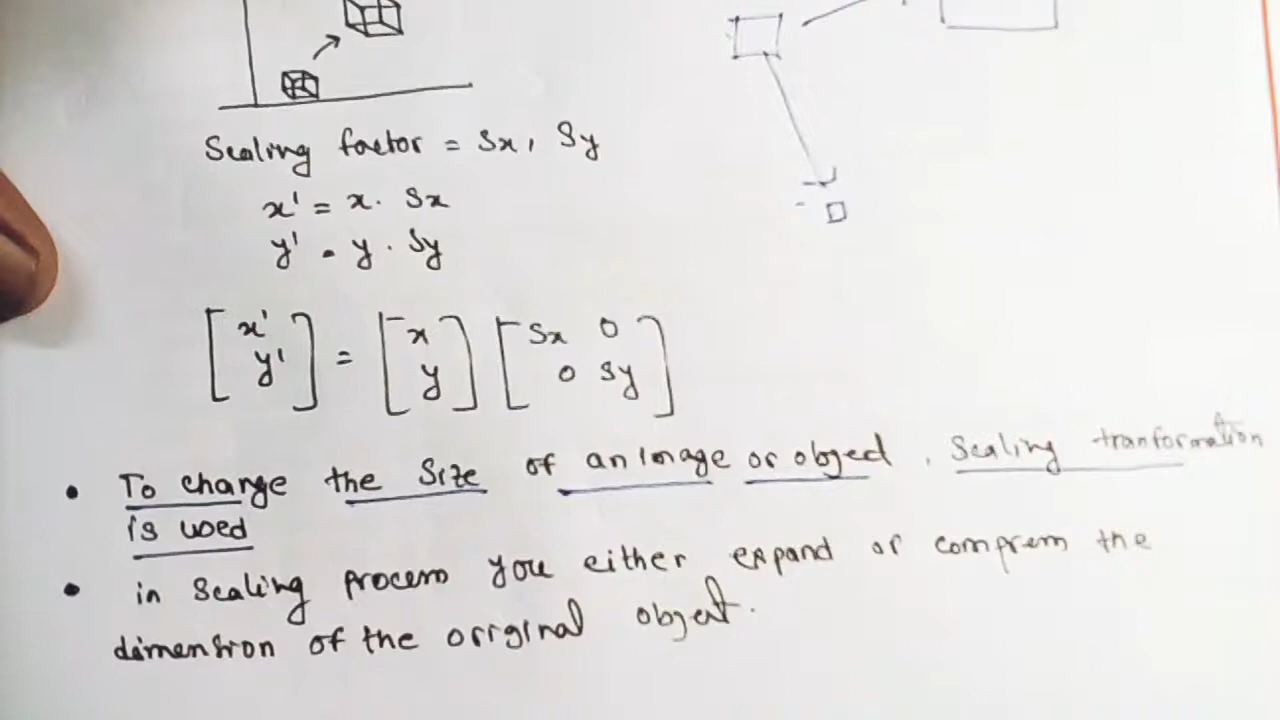 Scaling factor = Sx, Sy
x' = x. Sx
y' = y. Sy
[x' y'] = [x y] [Sx 0 0 Sy]
• To change the size of an image or object, Scaling tranformation
is used
• in scaling process you either expand or compress the
dimension of the original object.